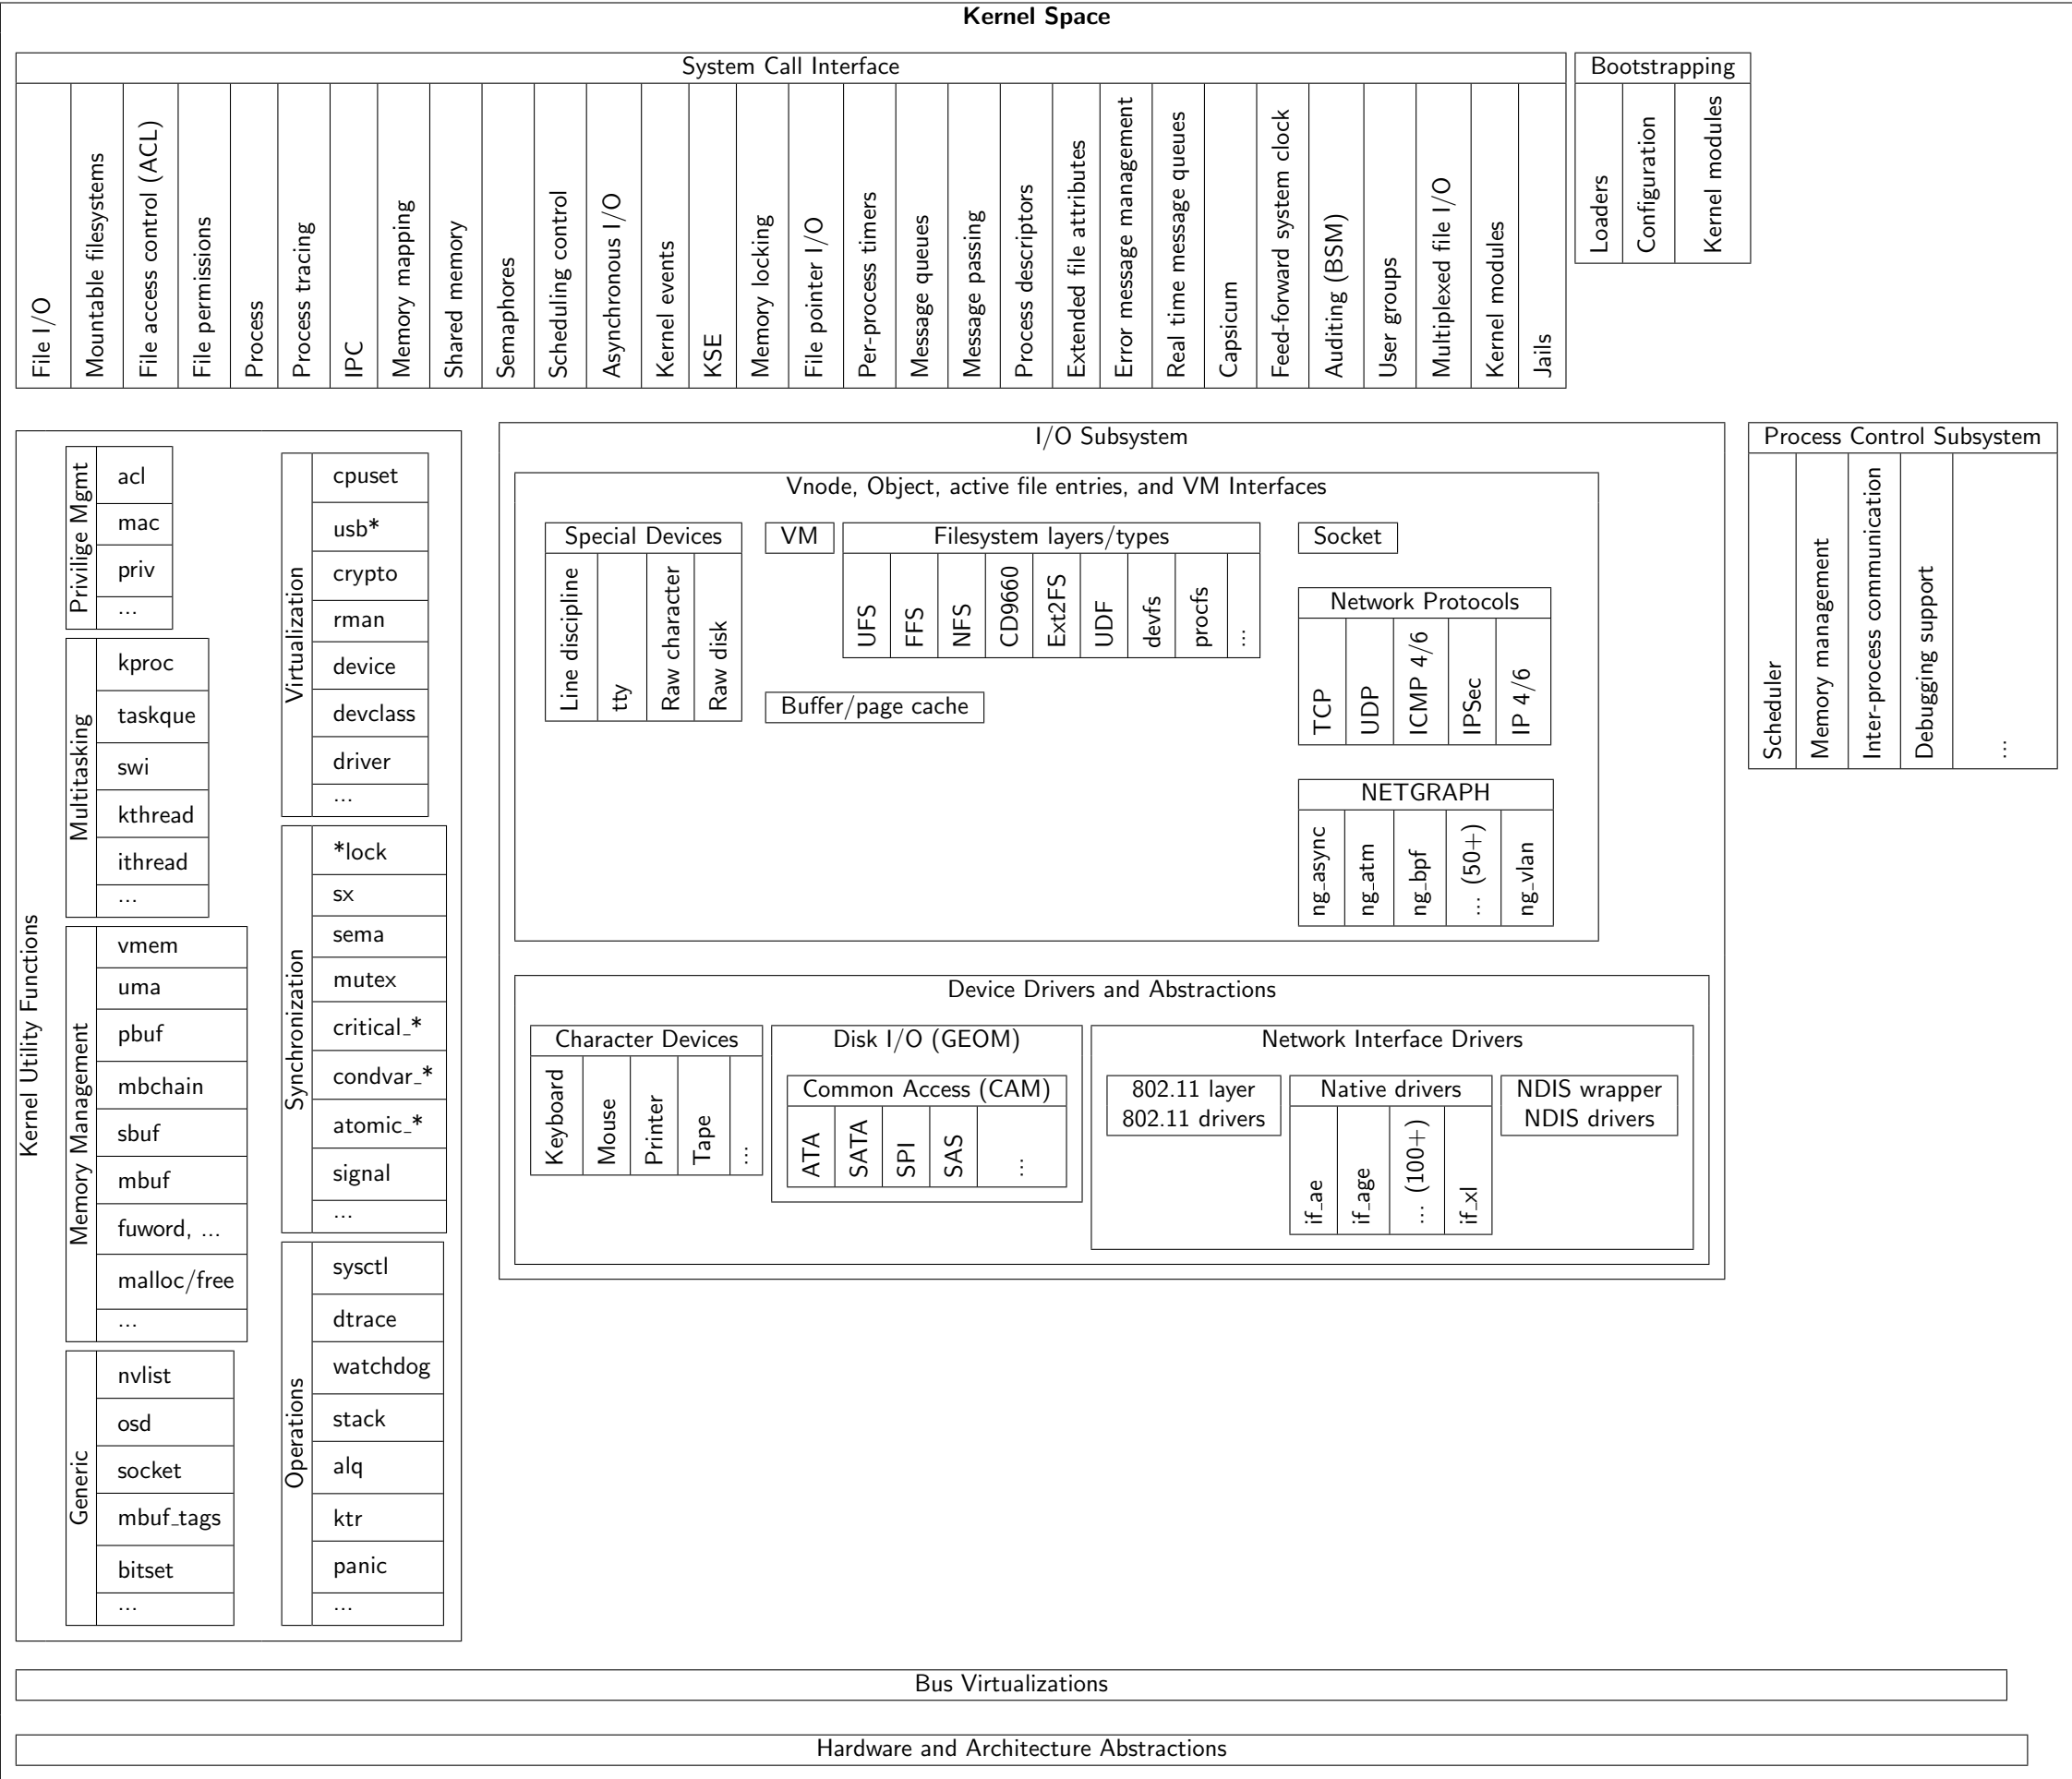 Kernel Space
System Call Interface
File I/O
Mountable filesystems
File access control (ACL)
File permissions
Process
Process tracing
IPC
Memory mapping
Shared memory
Semaphores
Scheduling control
Asynchronous I/O
Kernel events
KSE
Memory locking
File pointer I/O
Per-process timers
Message queues
Message passing
Process descriptors
Extended file attributes
Error message management
Real time message queues
Capsicum
Feed-forward system clock
Auditing (BSM)
User groups
Multiplexed file I/O
Kernel modules
Jails
Bootstrapping
Loaders
Configuration
Kernel modules
Kernel Utility Functions
Privilige Mgmt
acl
mac
priv
...
Multitasking
kproc
taskque
swi
kthread
ithread
...
Memory Management
vmem
uma
pbuf
mbchain
sbuf
mbuf
fuword, ...
malloc/free
...
Generic
nvlist
osd
socket
mbuf_tags
bitset
...
Virtualization
cpuset
usb*
crypto
rman
device
devclass
driver
...
Synchronization
*lock
sx
sema
mutex
critical_*
condvar_*
atomic_*
signal
...
Operations
sysctl
dtrace
watchdog
stack
alq
ktr
panic
...
I/O Subsystem
Vnode, Object, active file entries, and VM Interfaces
Special Devices
Line discipline
tty
Raw character
Raw disk
VM
Filesystem layers/types
UFS
FFS
NFS
CD9660
Ext2FS
UDF
devfs
procfs
...
Buffer/page cache
Socket
Network Protocols
TCP
UDP
ICMP 4/6
IPSec
IP 4/6
NETGRAPH
ng_async
ng_atm
ng_bpf
... (50+)
ng_vlan
Device Drivers and Abstractions
Character Devices
Keyboard
Mouse
Printer
Tape
...
Disk I/O (GEOM)
Common Access (CAM)
ATA
SATA
SPI
SAS
...
Network Interface Drivers
802.11 layer
802.11 drivers
Native drivers
if_ae
if_age
... (100+)
if_xl
NDIS wrapper
NDIS drivers
Process Control Subsystem
Scheduler
Memory management
Inter-process communication
Debugging support
...
Bus Virtualizations
Hardware and Architecture Abstractions